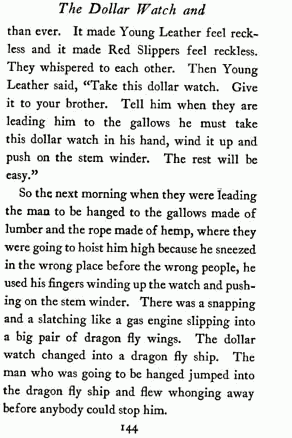 The Dollar Watch and
than ever. It made Young Leather feel reck-
less and it made Red Slippers feel reckless.
They whispered to each other. Then Young
Leather said, “Take this dollar watch. Give
it to your brother. Tell him when they are
leading him to the gallows he must take
this dollar watch in his hand, wind it up and
push on the stem winder. The rest will be
easy.”
So the next morning when they were leading
the man to be hanged to the gallows made of
lumber and the rope made of hemp, where they
were going to hoist him high because he sneezed
in the wrong place before the wrong people, he
used his fingers winding up the watch and push-
ing on the stem winder. There was a snapping
and a slatching like a gas engine slipping into
a big pair of dragon fly wings. The dollar
watch changed into a dragon fly ship. The
man who was going to be hanged jumped into
the dragon fly ship and flew whonging away
before anybody could stop him.
144